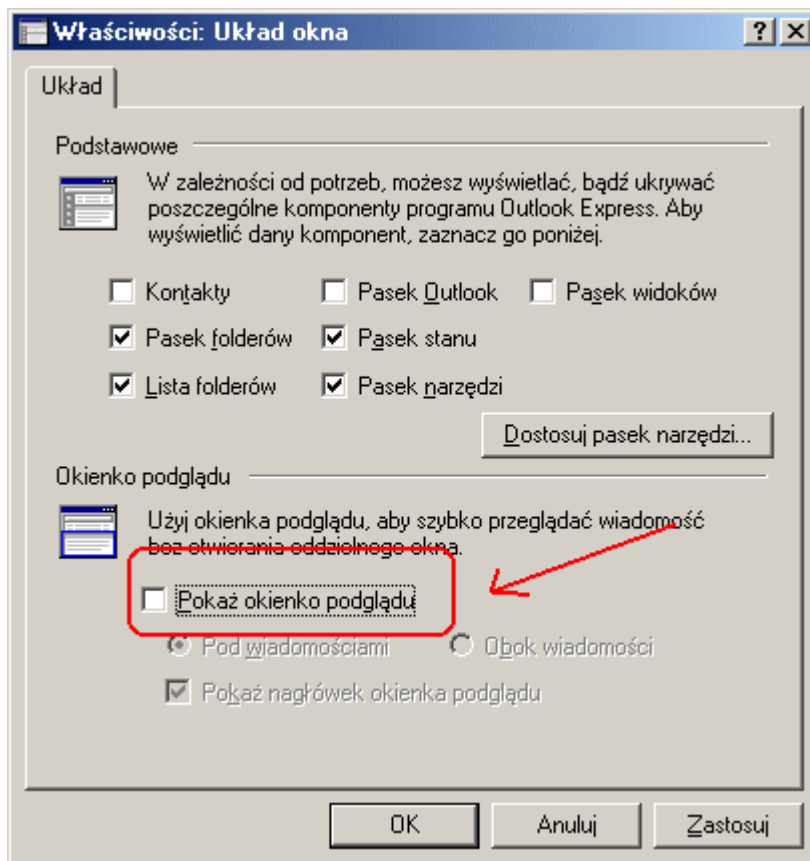 Właściwości: Układ okna
Układ
Podstawowe
W zależności od potrzeb, możesz wyświetlać, bądź ukrywać
poszczególne komponenty programu Outlook Express. Aby
wyświetlić dany komponent, zaznacz go poniżej.
Kontakty Pasek Outlook Pasek widoków
Pasek folderów Pasek stanu
Lista folderów Pasek narzędzi
Dostosuj pasek narzędzi...
Okienko podglądu
Użyj okienka podglądu, aby szybko przeglądać wiadomość
bez otwierania oddzielnego okna.
Pokaż okienko podglądu
Pod wiadomościami Obok wiadomości
Pokaż nagłówek okienka podglądu
OK Anuluj Zastosuj